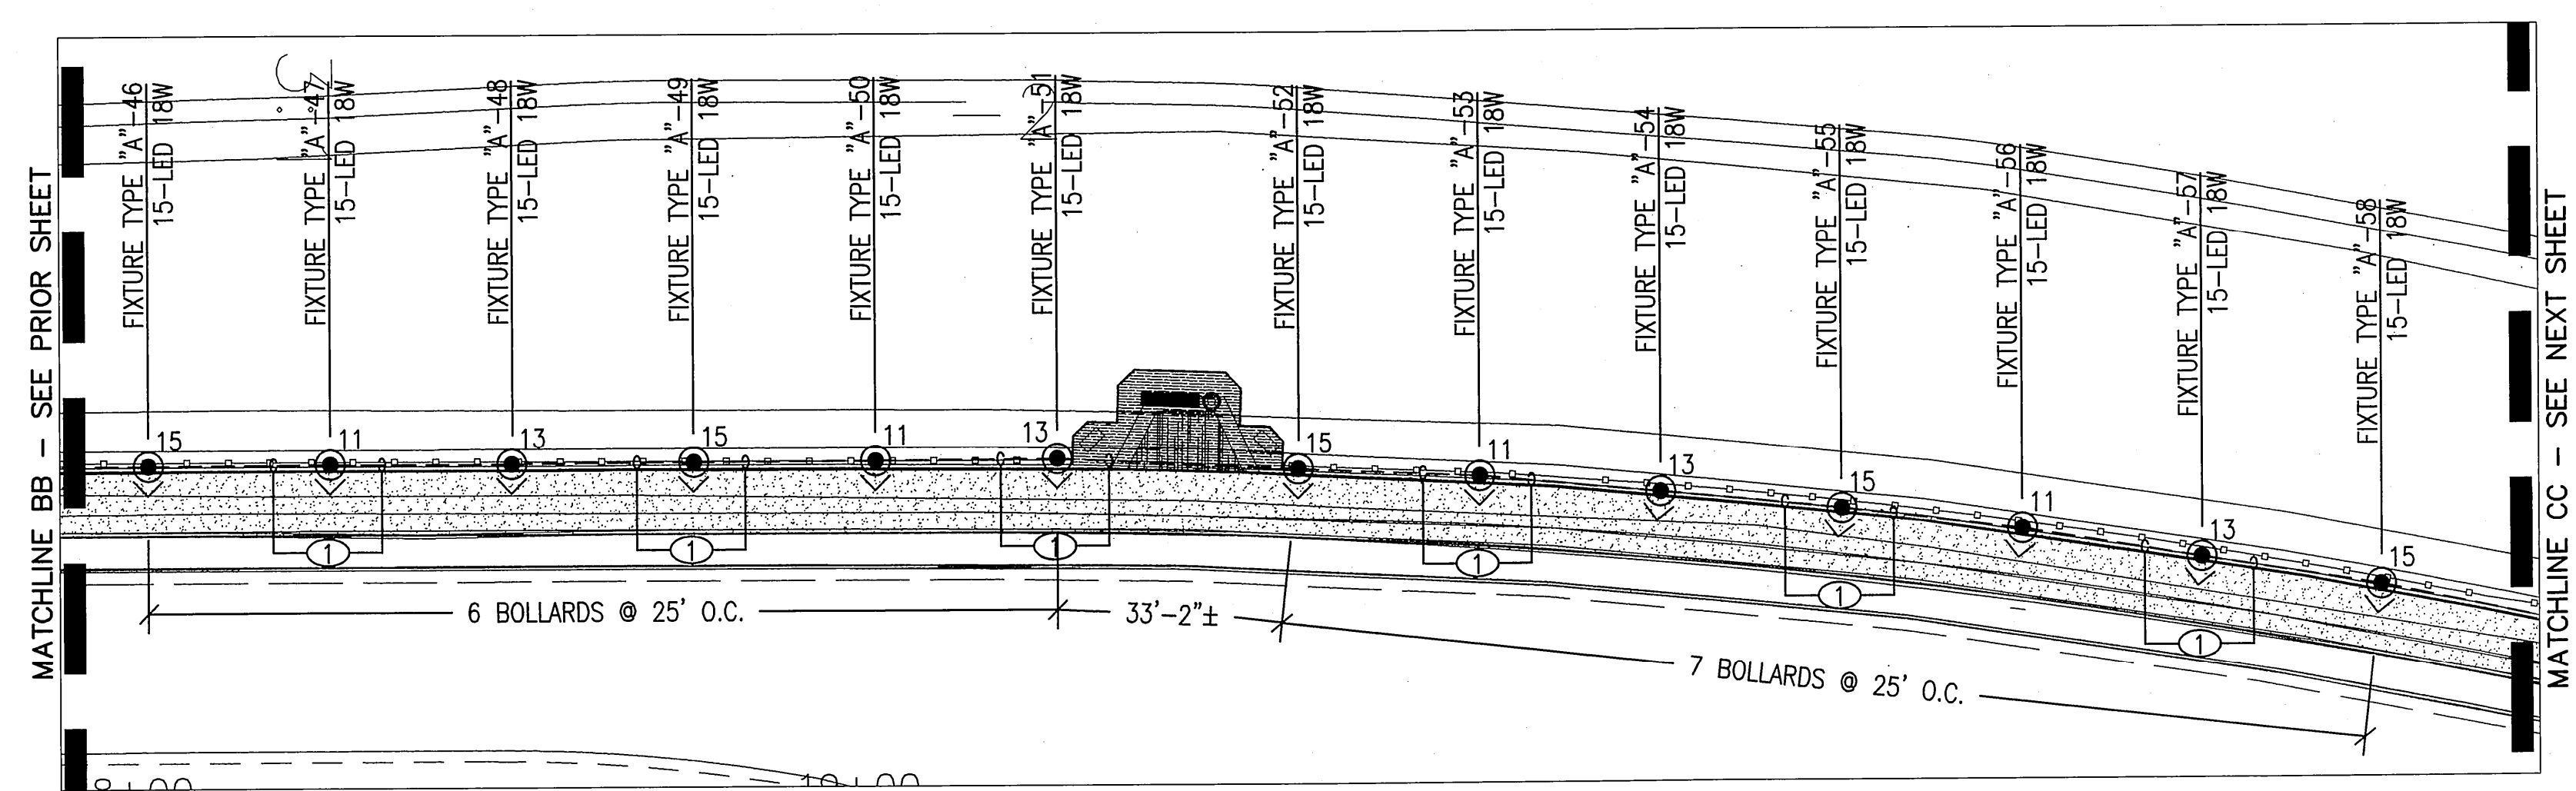 MATCHLINE BB - SEE PRIOR SHEET
FIXTURE TYPE "A"-46
15-LED 18W
FIXTURE TYPE "A"-47
15-LED 18W
FIXTURE TYPE "A"-48
15-LED 18W
FIXTURE TYPE "A"-49
15-LED 18W
FIXTURE TYPE "A"-50
15-LED 18W
FIXTURE TYPE "A"-51
15-LED 18W
FIXTURE TYPE "A"-52
15-LED 18W
FIXTURE TYPE "A"-53
15-LED 18W
FIXTURE TYPE "A"-54
15-LED 18W
FIXTURE TYPE "A"-55
15-LED 18W
FIXTURE TYPE "A"-56
15-LED 18W
FIXTURE TYPE "A"-57
15-LED 18W
FIXTURE TYPE "A"-58
15-LED 18W
15
11
13
15
11
13
15
11
13
15
11
13
15
1
1
1
1
1
1
6 BOLLARDS @ 25' O.C.
33'-2"±
7 BOLLARDS @ 25' O.C.
MATCHLINE CC - SEE NEXT SHEET